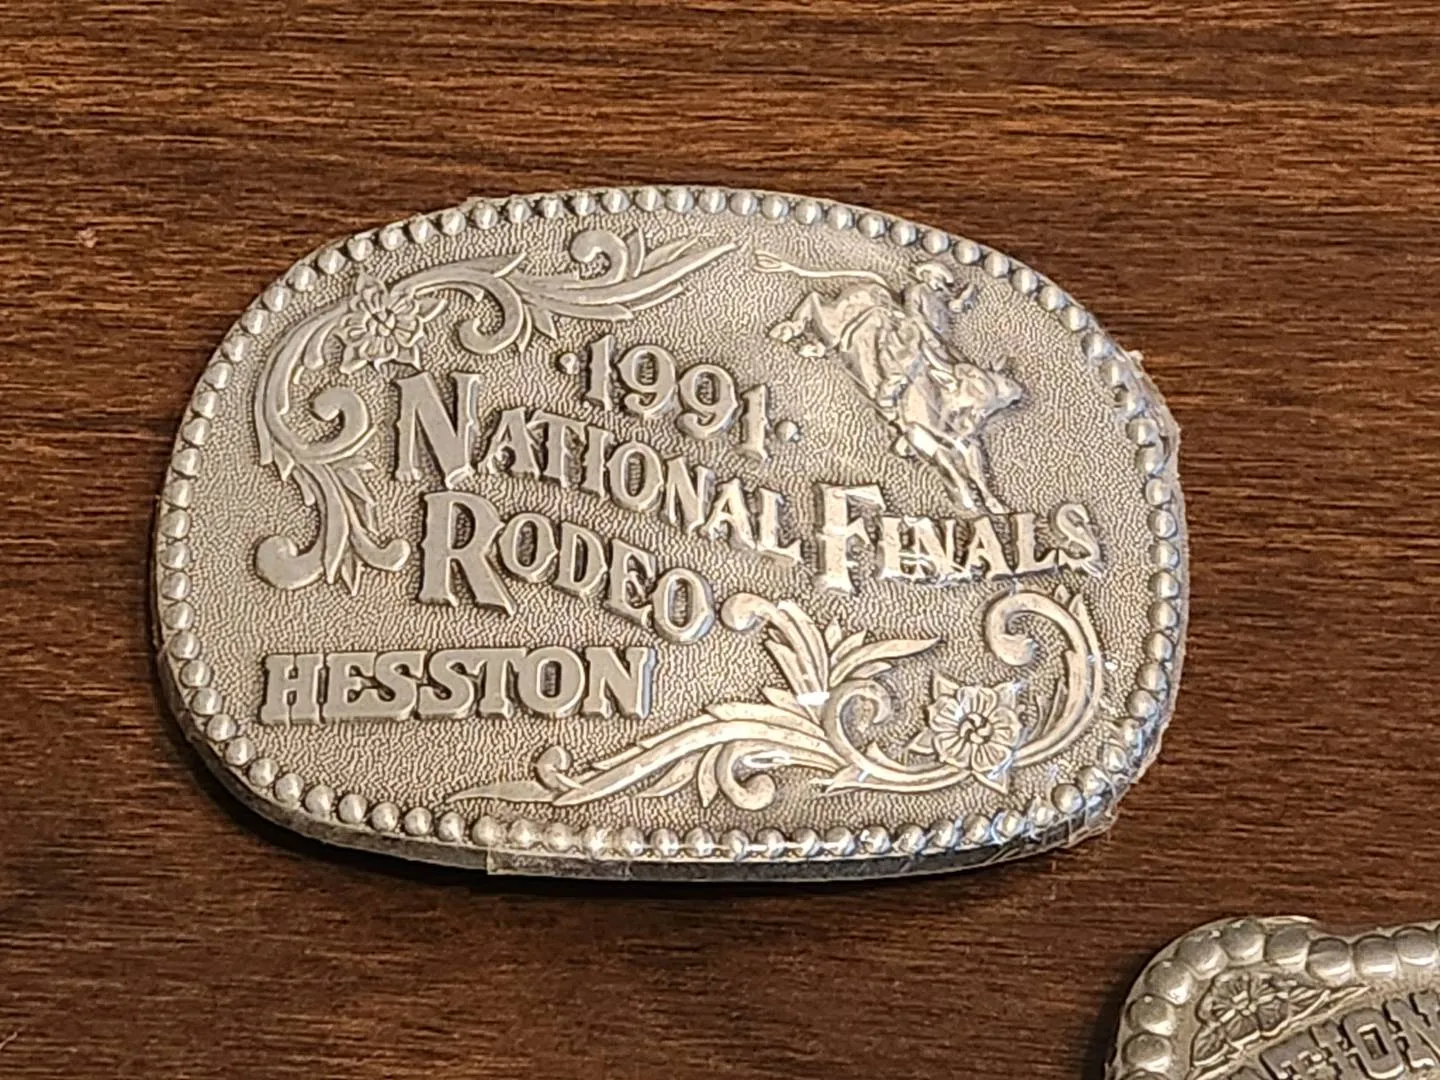 ·1991·
NATIONAL FINALS
RODEO
HESSTON